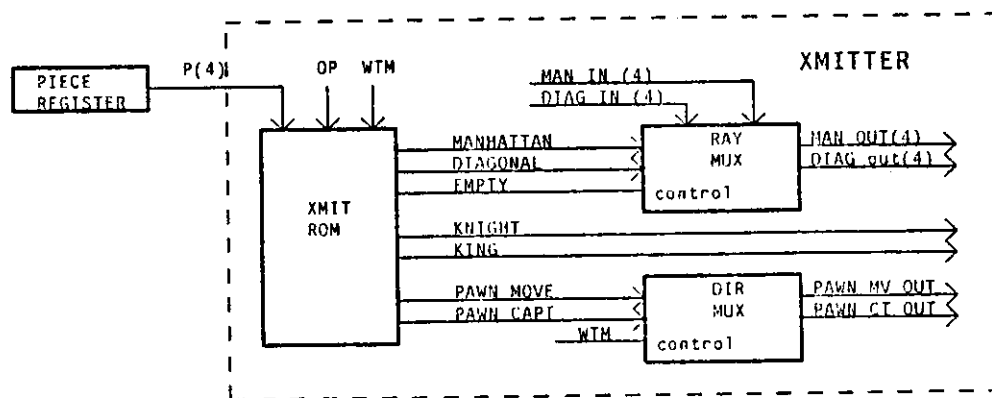 XMITTER
PIECE
REGISTER
P(4)
OP
WTM
MAN IN (4)
DIAG IN (4)
XMIT
ROM
MANHATTAN
DIAGONAL
EMPTY
RAY
MUX
control
MAN OUT(4)
DIAG out(4)
KNIGHT
KING
PAWN MOVE
PAWN CAPT
WTM
DIR
MUX
control
PAWN MV OUT
PAWN CT OUT